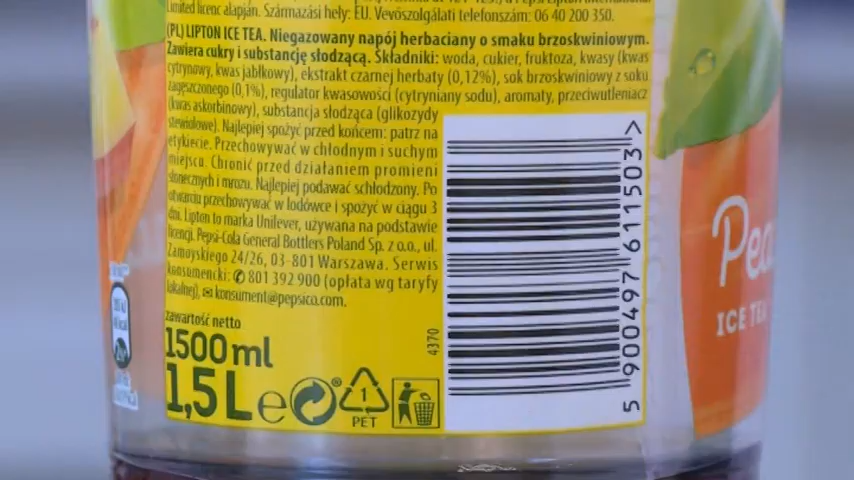 Limited licenc alapján. Származási hely: EU. Vevőszolgálati telefonszám: 06 40 200 350.
(PL) LIPTON ICE TEA. Niegazowany napój herbaciany o smaku brzoskwiniowym.
Zawiera cukry i substancję słodzącą. Składniki: woda, cukier, fruktoza, kwasy (kwas
cytrynowy, kwas jabłkowy), ekstrakt czarnej herbaty (0,12%), sok brzoskwiniowy z soku
zagęszczonego (0,1%), regulator kwasowości (cytryniany sodu), aromaty, przeciwutleniacz
(kwas askorbinowy), substancja słodząca (glikozydy
stewiolowe). Najlepiej spożyć przed końcem: patrz na
etykiecie. Przechowywać w chłodnym i suchym
miejscu. Chronić przed działaniem promieni
słonecznych i mrozu. Najlepiej podawać schłodzony. Po
otwarciu przechowywać w lodówce i spożyć w ciągu 3
dni. Lipton to marka Unilever, używana na podstawie
licencji. Pepsi-Cola General Bottlers Poland Sp. z o.o., ul.
Zamoyskiego 24/26, 03-801 Warszawa. Serwis
konsumencki: 801 392 900 (opłata wg taryfy
lokalnej), konsument@pepsico.com.
zawartość netto
1500 ml
1,5 L e
1
PET
4370
5 900497 611503 >
Pea
ICE TEA